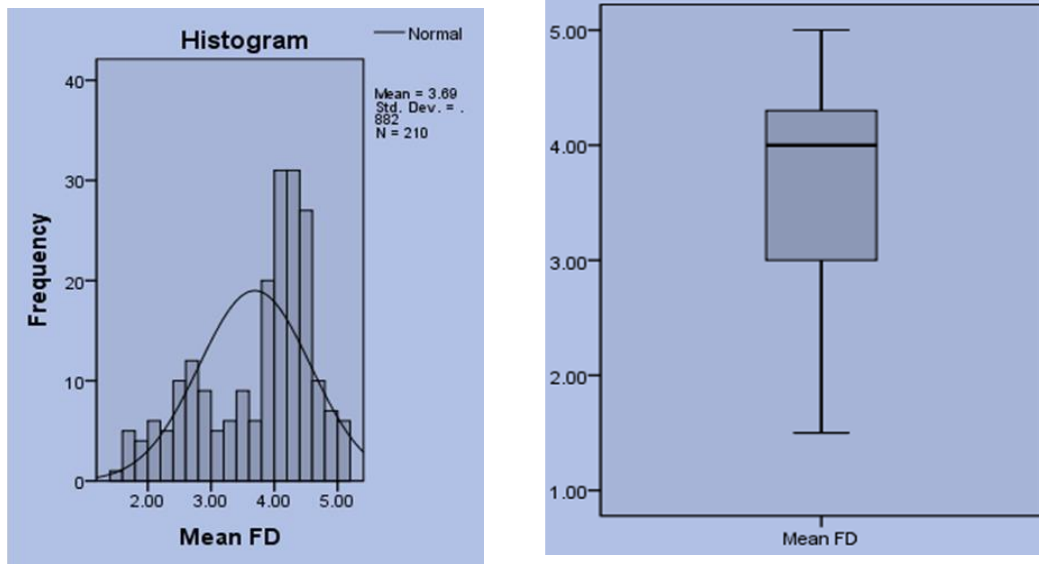 Histogram
Normal
Mean = 3.69
Std. Dev. = .
882
N = 210
40
30
20
10
0
Frequency
2.00
3.00
4.00
5.00
Mean FD
5.00
4.00
3.00
2.00
1.00
Mean FD